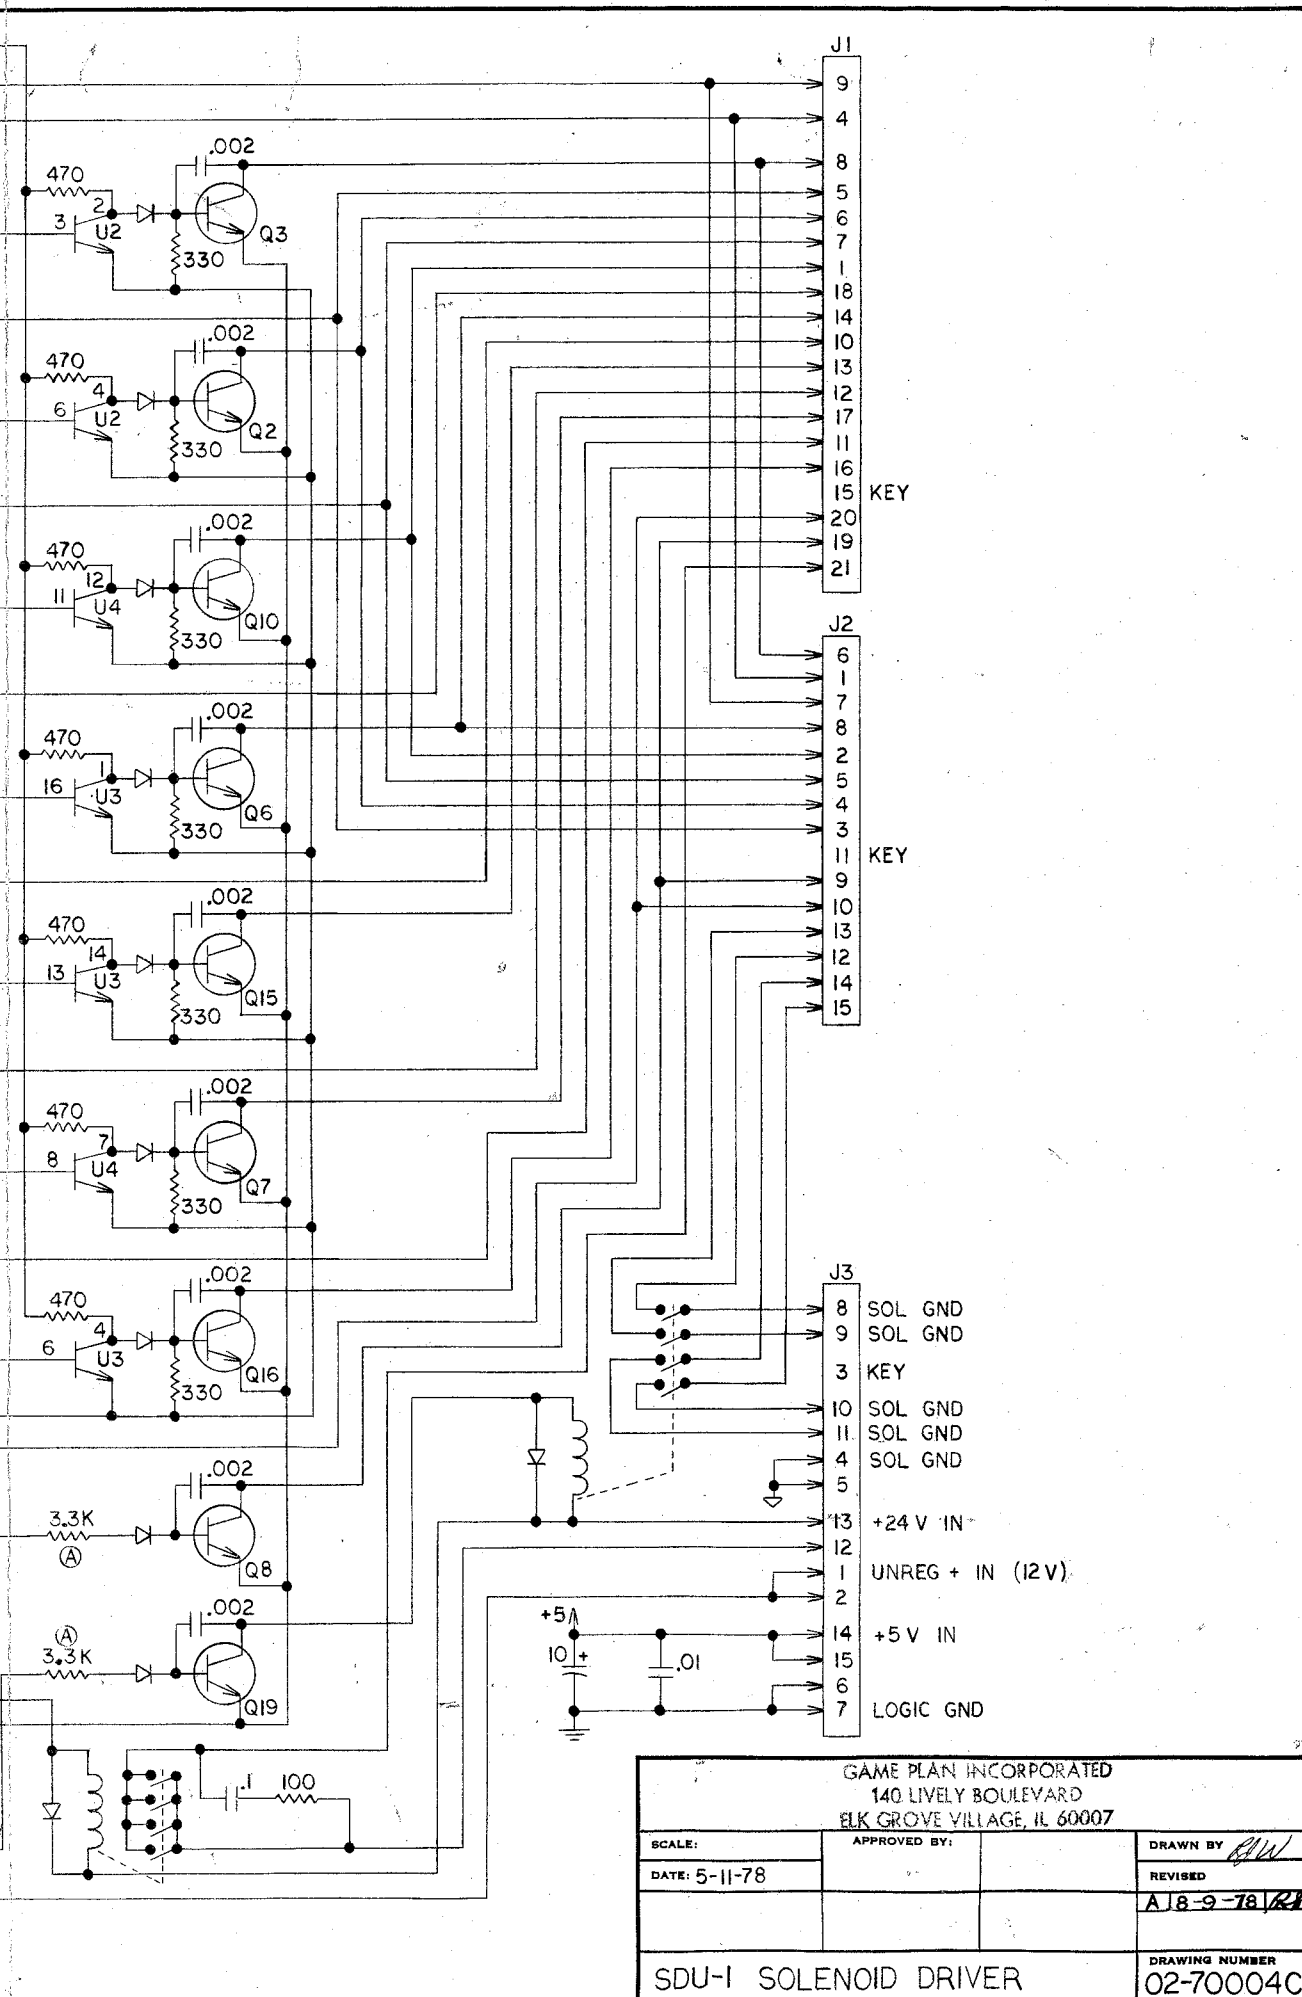 J1
9
4
.002
8
470
5
2
6
3
U2
Q3
7
330
1
18
14
.002
10
470
13
4
12
6
U2
Q2
17
330
11
16
15 KEY
.002
20
470
19
12
21
11
U4
Q10
J2
330
6
1
7
.002
8
470
2
1
5
16
U3
4
Q6
3
330
11 KEY
9
.002
10
470
13
14
12
13
U3
14
Q15
15
330
.002
470
7
8
U4
Q7
330
J3
.002
470
8 SOL GND
4
9 SOL GND
6
U3
3 KEY
Q16
330
10 SOL GND
11 SOL GND
4 SOL GND
.002
5
3.3K
13 +24 V IN
A
12
Q8
1 UNREG + IN (12 V)
2
.002
+5
A
14 +5 V IN
3.3K
10 +
.01
15
6
Q19
7 LOGIC GND
.1
100
GAME PLAN INCORPORATED
140 LIVELY BOULEVARD
ELK GROVE VILLAGE, IL 60007
SCALE:
APPROVED BY:
DRAWN BY RAW
DATE: 5-11-78
REVISED
A 8-9-78
SDU-1 SOLENOID DRIVER
DRAWING NUMBER
02-70004C